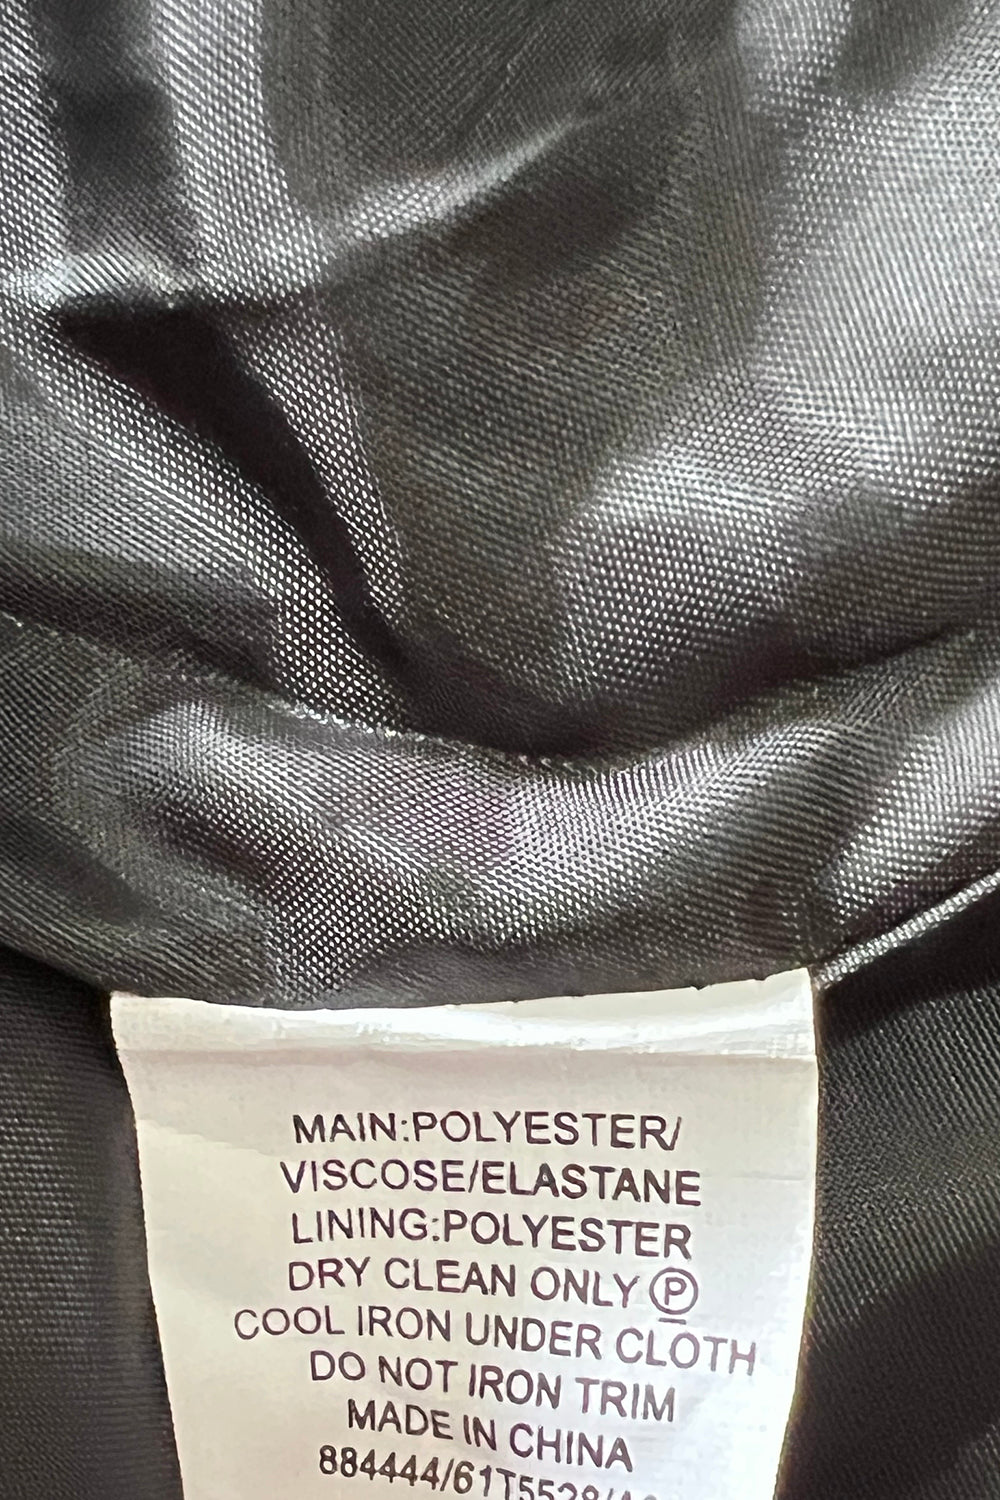 MAIN:POLYESTER/
VISCOSE/ELASTANE
LINING:POLYESTER
DRY CLEAN ONLY Ⓟ
COOL IRON UNDER CLOTH
DO NOT IRON TRIM
MADE IN CHINA